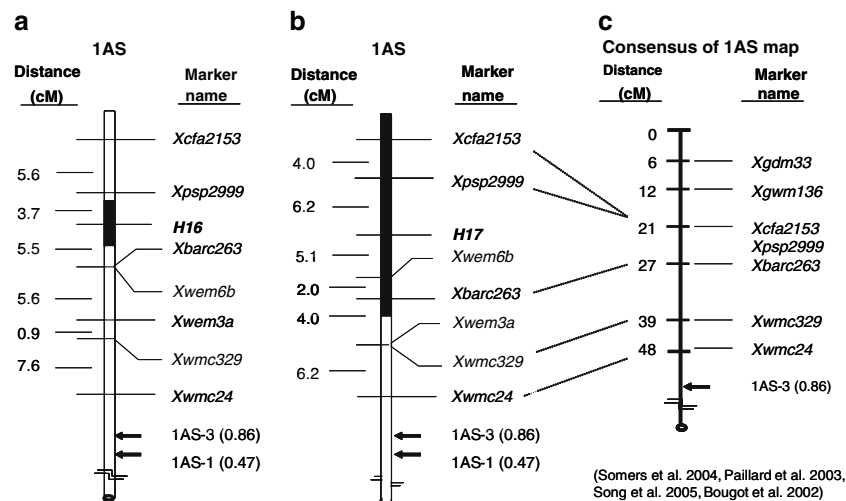 a
1AS
Distance
(cM)
Marker
name
Xcfa2153
5.6
Xpsp2999
3.7
H16
5.5
Xbarc263
5.6
Xwem6b
Xwem3a
0.9
Xwmc329
7.6
Xwmc24
1AS-3 (0.86)
1AS-1 (0.47)
b
1AS
Distance
(cM)
Marker
name
Xcfa2153
4.0
Xpsp2999
6.2
H17
5.1
Xwem6b
2.0
Xbarc263
4.0
Xwem3a
Xwmc329
6.2
Xwmc24
1AS-3 (0.86)
1AS-1 (0.47)
c
Consensus of 1AS map
Distance
(cM)
Marker
name
0
6 Xgdm33
12 Xgwm136
21 Xcfa2153
Xpsp2999
27 Xbarc263
39 Xwmc329
48 Xwmc24
1AS-3 (0.86)
(Somers et al. 2004, Paillard et al. 2003,
Song et al. 2005, Bougot et al. 2002)